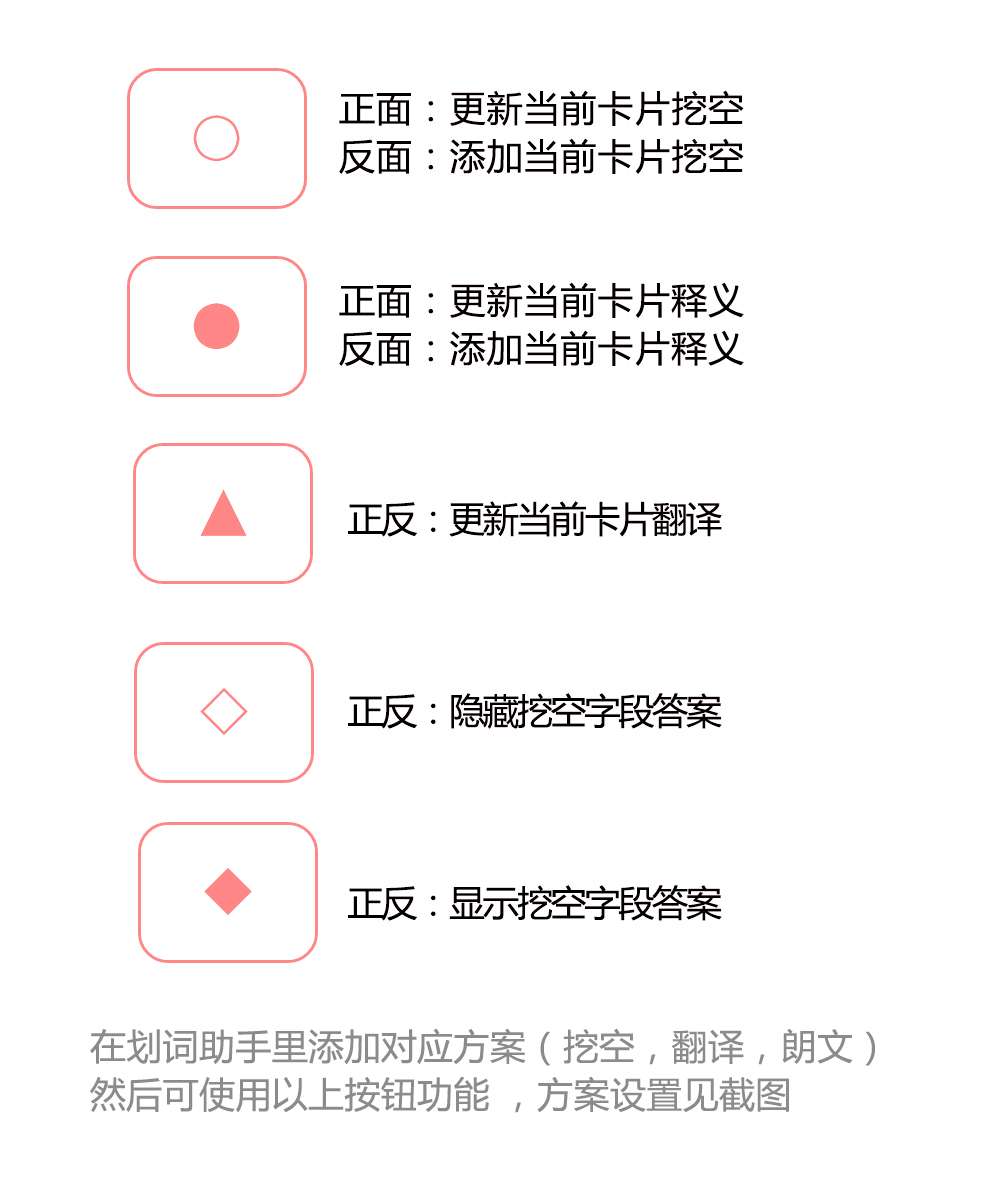 正面：更新当前卡片挖空
反面：添加当前卡片挖空
正面：更新当前卡片释义
反面：添加当前卡片释义
正反：更新当前卡片翻译
正反：隐藏挖空字段答案
正反：显示挖空字段答案
在划词助手里添加对应方案（挖空，翻译，朗文）
然后可使用以上按钮功能 ，方案设置见截图